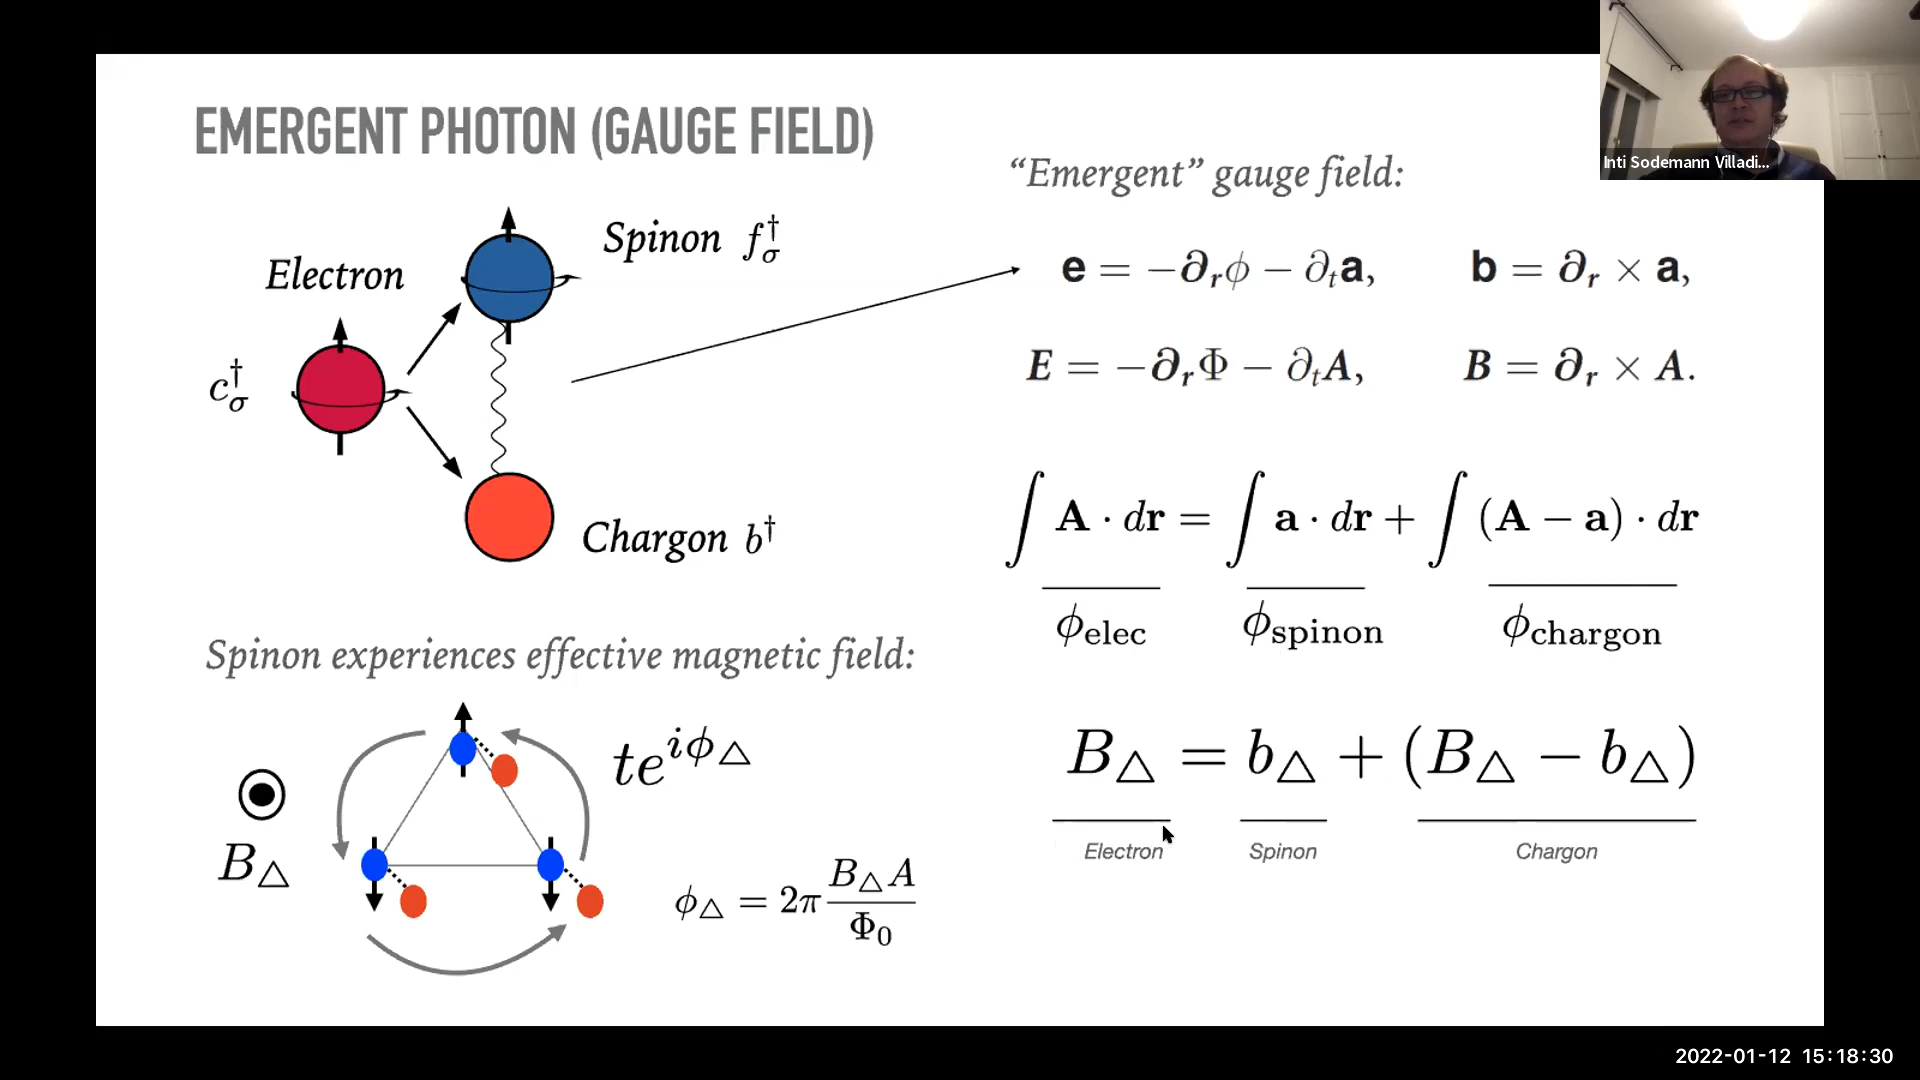 EMERGENT PHOTON (GAUGE FIELD)
Electron
Spinon f†σ
c†σ
Chargon b†
"Emergent" gauge field:
e = −∂rϕ − ∂ta, b = ∂r × a,
E = −∂rΦ − ∂tA, B = ∂r × A.
∫ A · dr = ∫ a · dr + ∫ (A − a) · dr
ϕelec ϕspinon ϕchargon
Spinon experiences effective magnetic field:
te^{iϕ△}
B△
ϕ△ = 2π B△A / Φ0
B△ = b△ + (B△ − b△)
Electron Spinon Chargon
Inti Sodemann Villadi...
2022-01-12 15:18:30